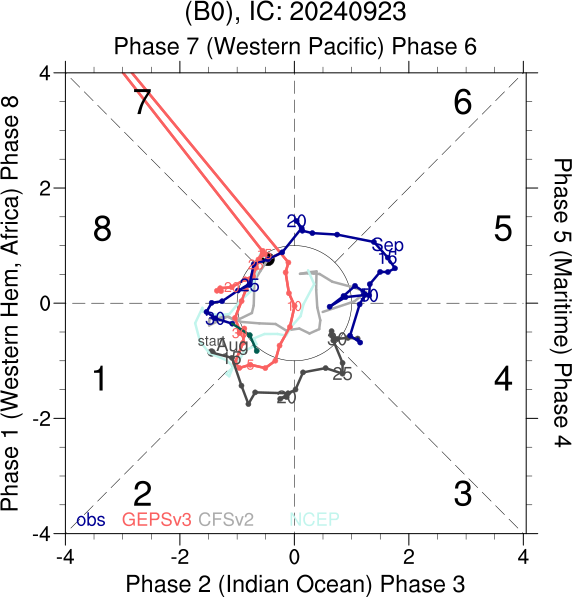 (B0), IC: 20240923
Phase 7 (Western Pacific) Phase 6
Phase 1 (Western Hem, Africa) Phase 8
Phase 5 (Maritime) Phase 4
4
2
0
-2
-4
7
6
8
5
1
4
2
3
20
Sep
16
25
30
10
start
Aug
15
5
20
25
30
obs
GEPSv3
CFSv2
NCEP
-4
-2
0
2
4
Phase 2 (Indian Ocean) Phase 3